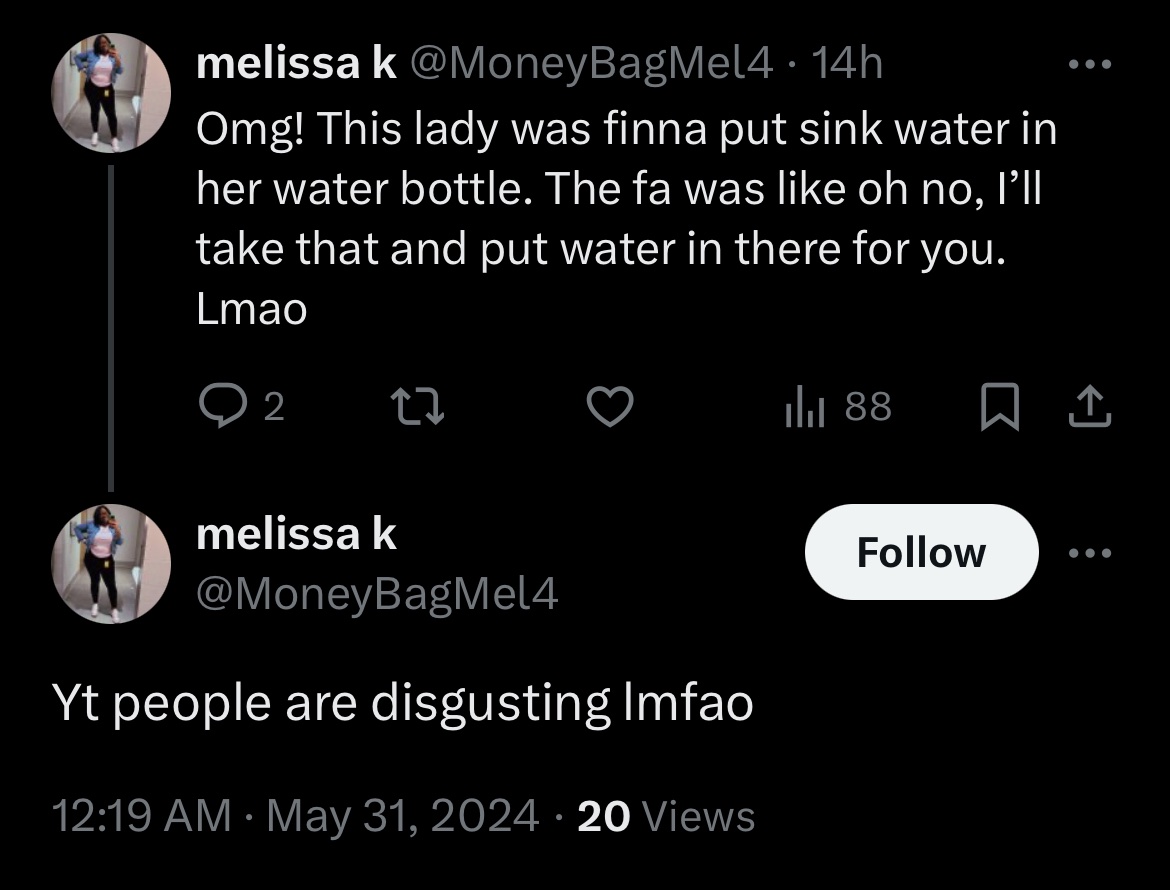 melissa k @MoneyBagMel4 · 14h
Omg! This lady was finna put sink water in
her water bottle. The fa was like oh no, I’ll
take that and put water in there for you.
Lmao
2 88
melissa k
Follow
@MoneyBagMel4
Yt people are disgusting lmfao
12:19 AM · May 31, 2024 · 20 Views